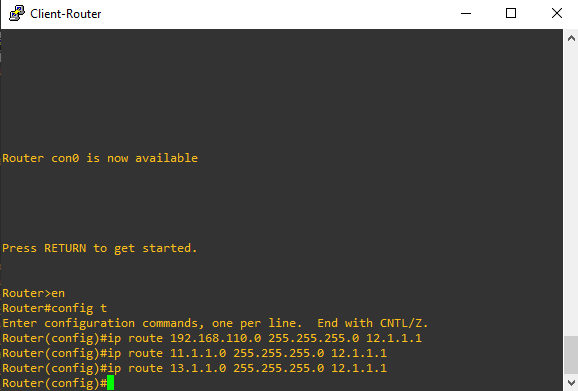 Client-Router
Router con0 is now available
Press RETURN to get started.
Router>en
Router#config t
Enter configuration commands, one per line.  End with CNTL/Z.
Router(config)#ip route 192.168.110.0 255.255.255.0 12.1.1.1
Router(config)#ip route 11.1.1.0 255.255.255.0 12.1.1.1
Router(config)#ip route 13.1.1.0 255.255.255.0 12.1.1.1
Router(config)#